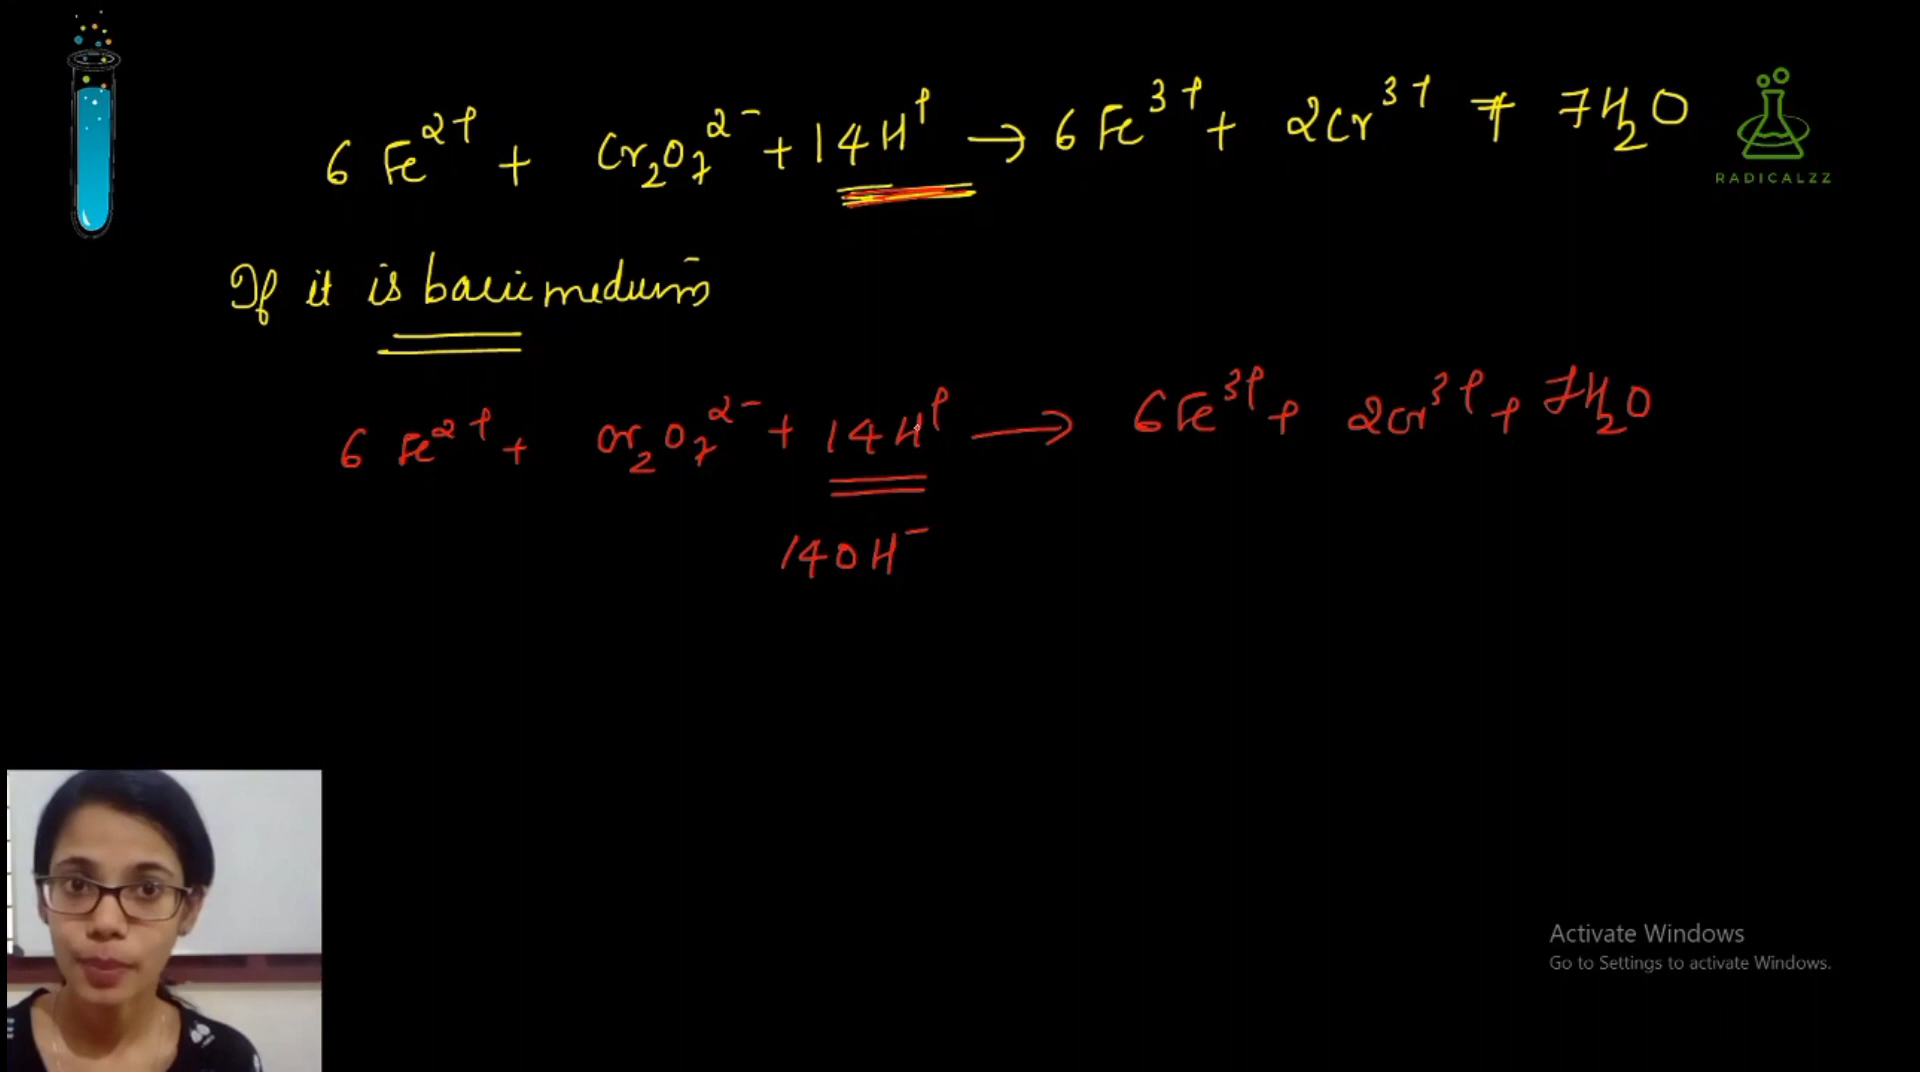 6 Fe²⁺ + Cr₂O₇²⁻ + 14H⁺ → 6 Fe³⁺ + 2Cr³⁺ + 7H₂O
RADICALZZ
If it is basic medium
6 Fe²⁺ + Cr₂O₇²⁻ + 14H⁺ → 6Fe³⁺ + 2Cr³⁺ + 7H₂O
14OH⁻
Activate Windows
Go to Settings to activate Windows.